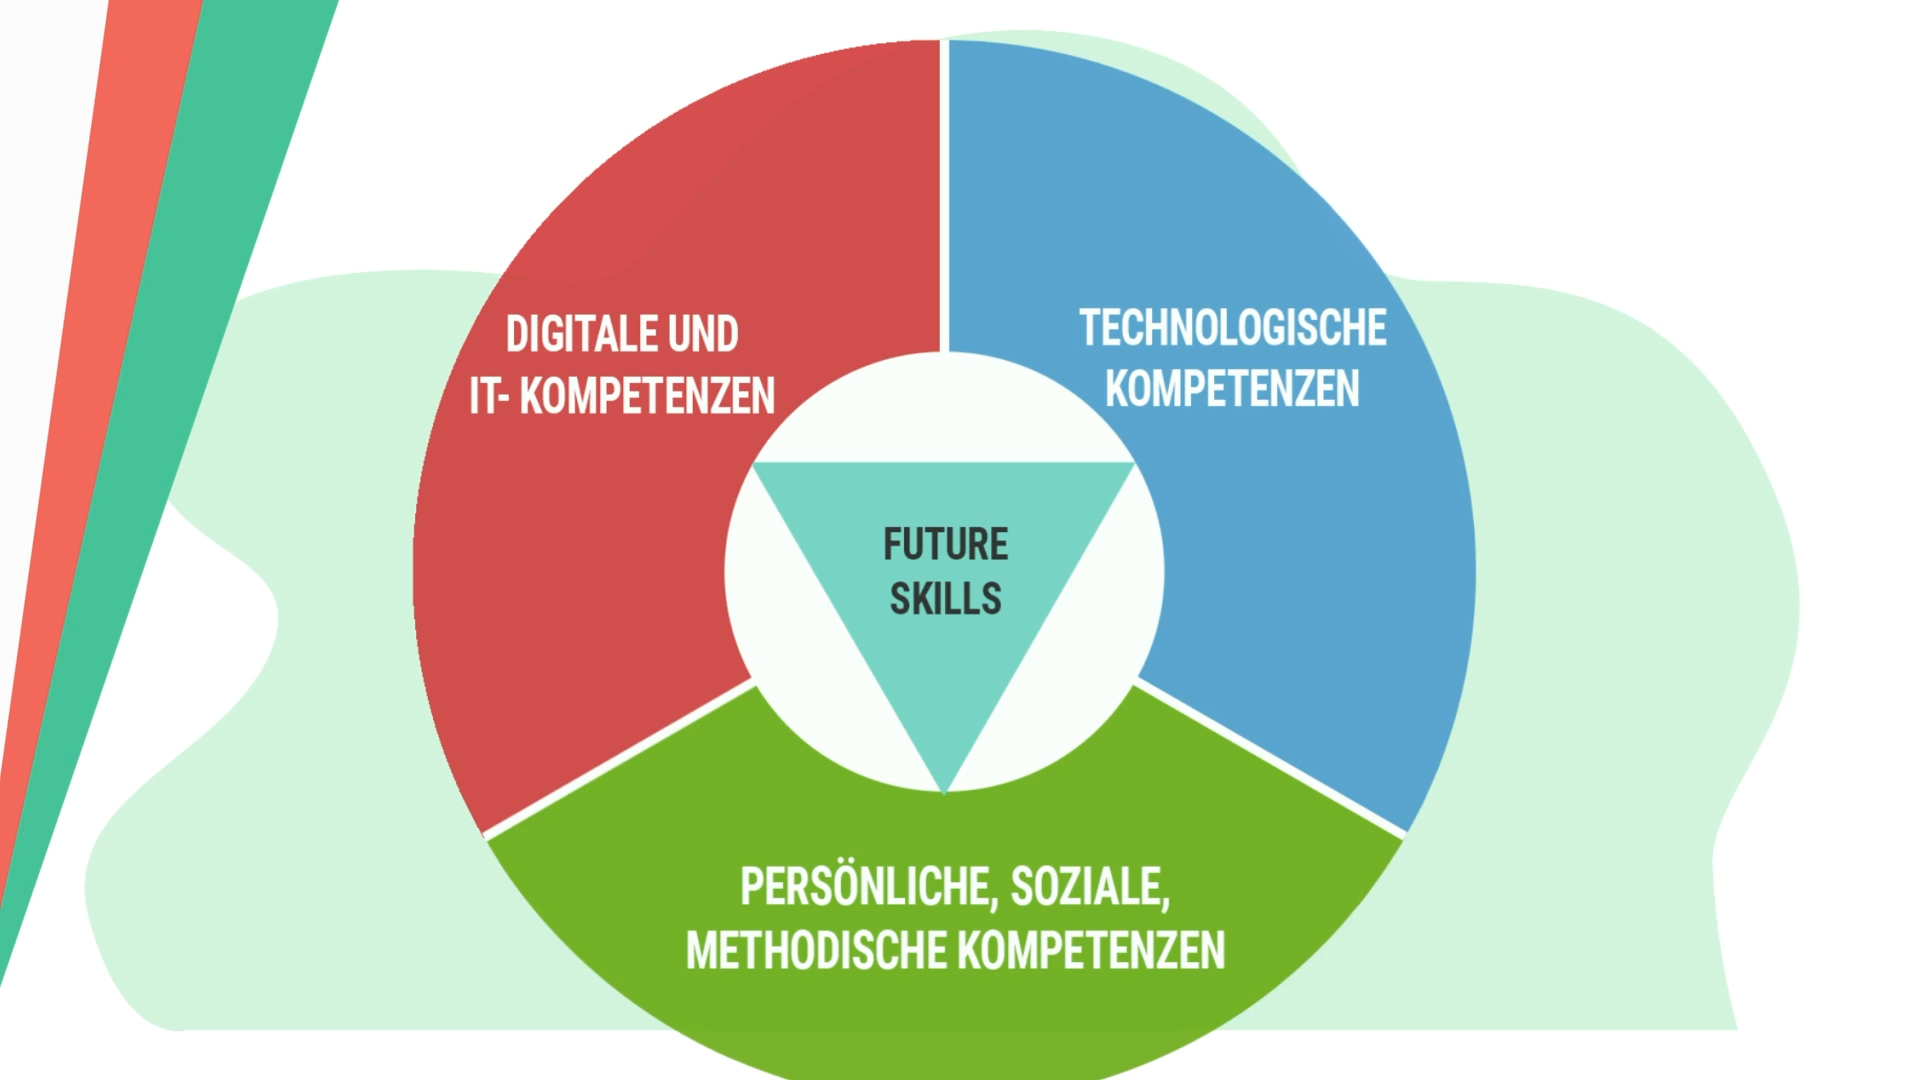 DIGITALE UND
IT- KOMPETENZEN
TECHNOLOGISCHE
KOMPETENZEN
FUTURE
SKILLS
PERSÖNLICHE, SOZIALE,
METHODISCHE KOMPETENZEN